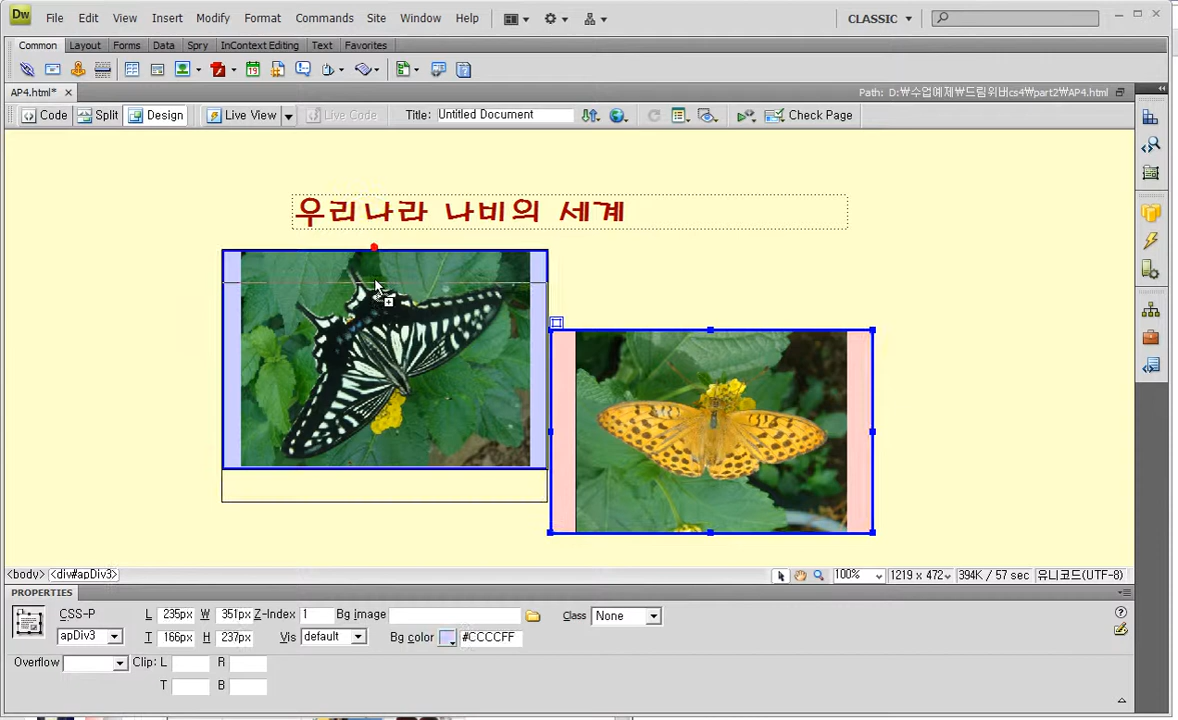 Dw File Edit View Insert Modify Format Commands Site Window Help CLASSIC
Common Layout Forms Data Spry InContext Editing Text Favorites
AP4.html* Path: D:₩수업예제₩드림위버cs4₩part2₩AP4.html
Code Split Design Live View Live Code Title: Untitled Document Check Page
우리나라 나비의 세계
<body> <div#apDiv3> 100% 1219 x 472 394K / 57 sec 유니코드(UTF-8)
PROPERTIES
CSS-P L 235px W 351px Z-Index 1 Bg image Class None
apDiv3 T 166px H 237px Vis default Bg color #CCCCFF
Overflow Clip: L R
T B